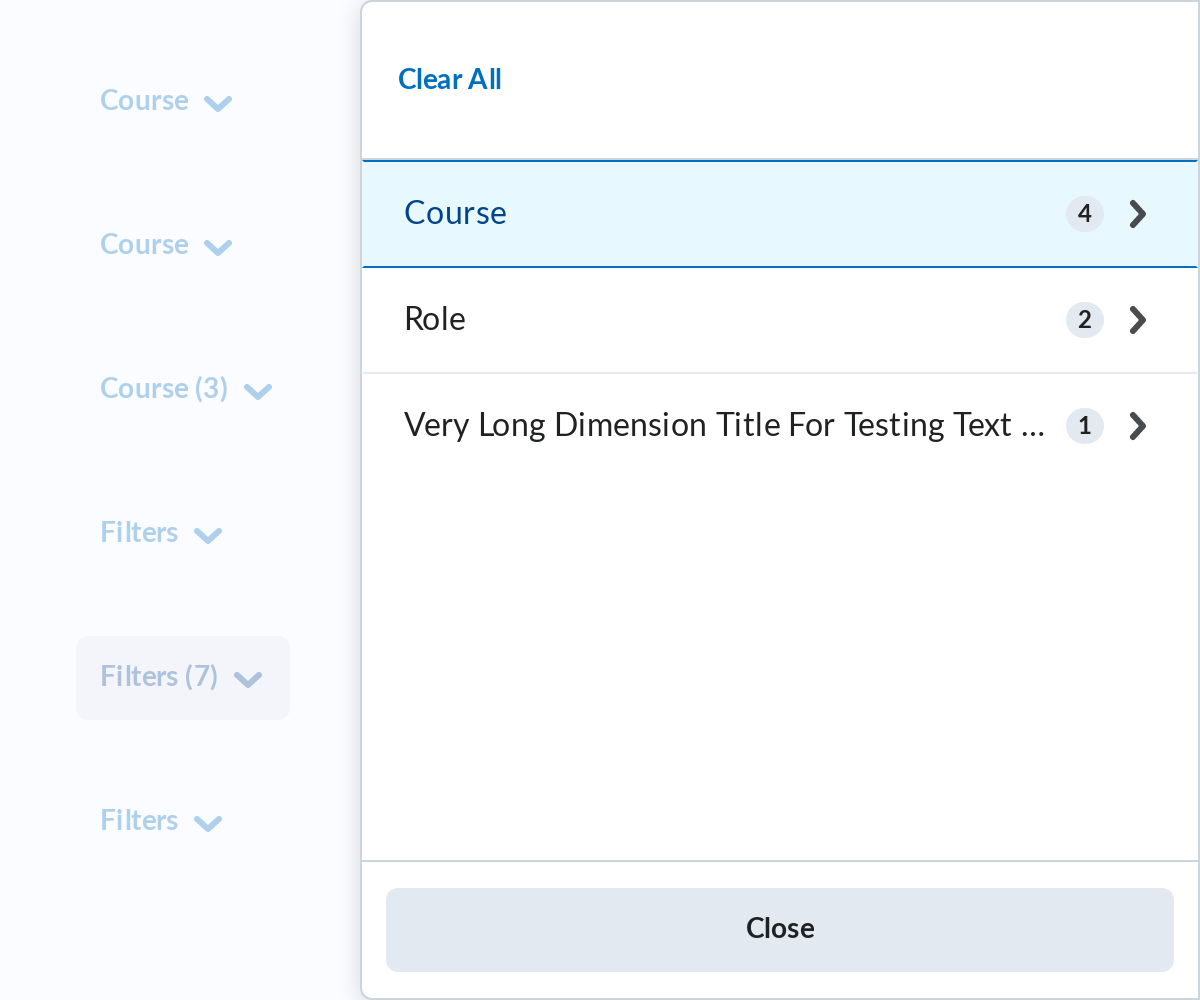 Course
Course
Course (3)
Filters
Filters (7)
Filters
Clear All
Course 4
Role 2
Very Long Dimension Title For Testing Text ... 1
Close